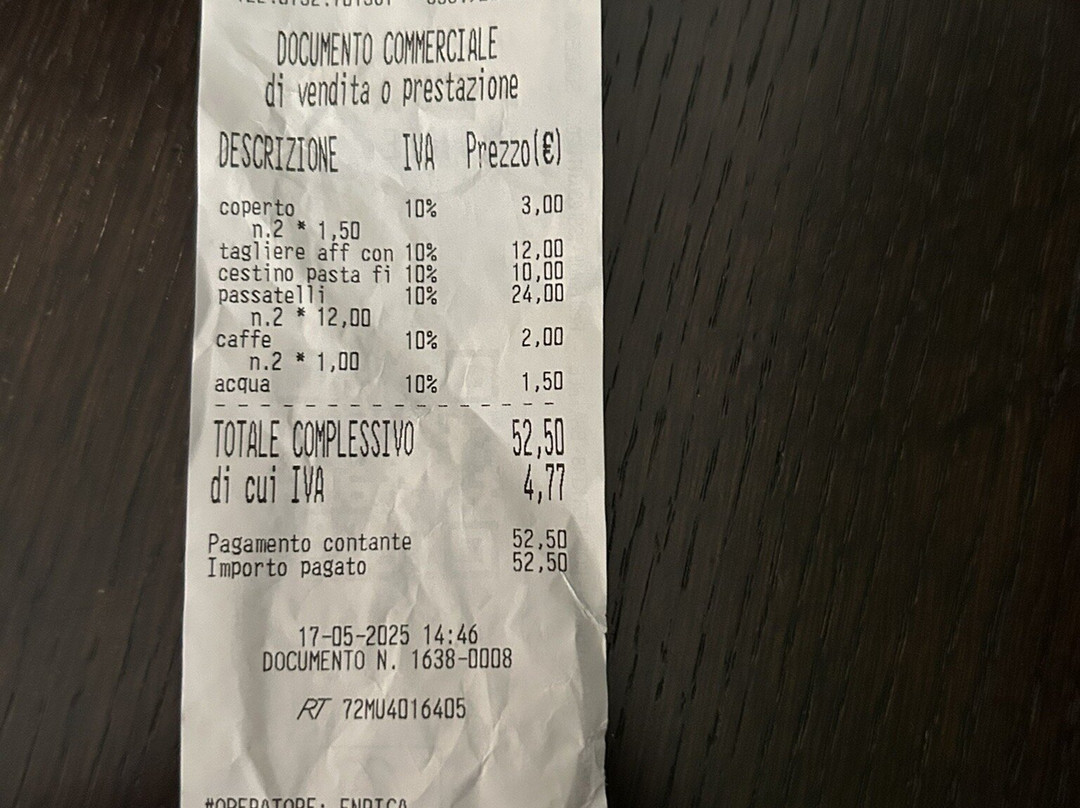 DOCUMENTO COMMERCIALE
di vendita o prestazione
DESCRIZIONE IVA Prezzo(€)
coperto 10% 3,00
n.2 * 1,50
tagliere aff con 10% 12,00
cestino pasta fi 10% 10,00
passatelli 10% 24,00
n.2 * 12,00
caffe 10% 2,00
n.2 * 1,00
acqua 10% 1,50
TOTALE COMPLESSIVO 52,50
di cui IVA 4,77
Pagamento contante 52,50
Importo pagato 52,50
17-05-2025 14:46
DOCUMENTO N. 1638-0008
RT 72MU4016405
#OPERATORE: ENRICA